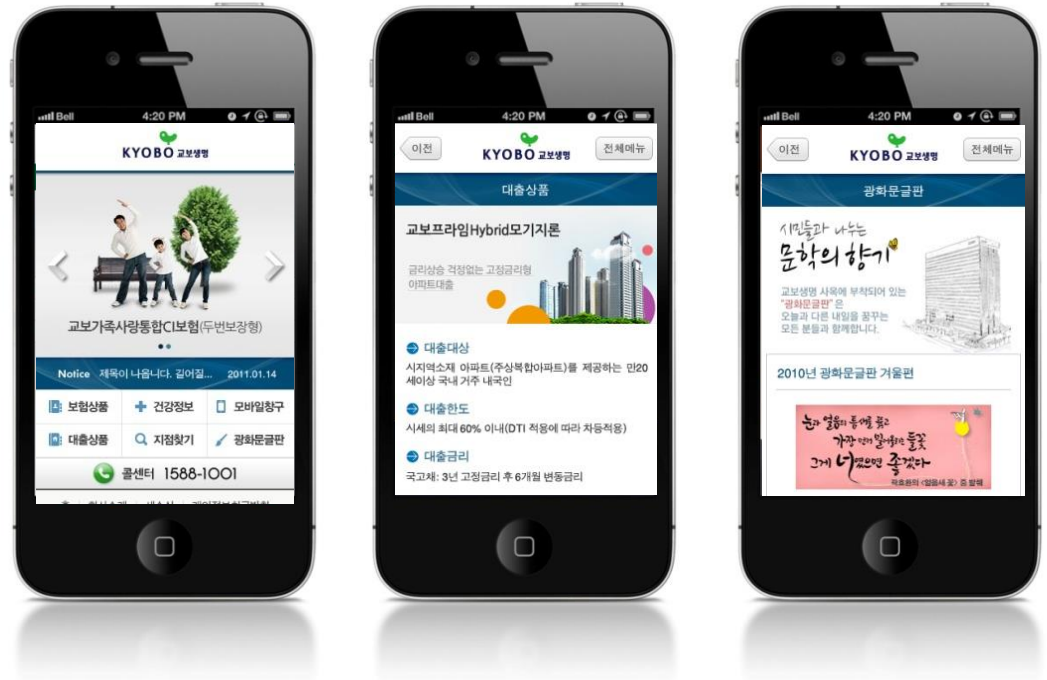 Bell 4:20 PM
KYOBO 교보생명
교보가족사랑통합CI보험(두번보장형)
Notice 제목이 나옵니다. 길어질... 2011.01.14
보험상품 건강정보 모바일창구
대출상품 지점찾기 광화문글판
콜센터 1588-1001
Bell 4:20 PM
이전 KYOBO 교보생명 전체메뉴
대출상품
교보프라임Hybrid모기지론
금리상승 걱정없는 고정금리형
아파트대출
대출대상
시지역소재 아파트(주상복합아파트)를 제공하는 만20
세이상 국내 거주 내국인
대출한도
시세의 최대 60% 이내(DTI 적용에 따라 차등적용)
대출금리
국고채: 3년 고정금리 후 6개월 변동금리
Bell 4:20 PM
이전 KYOBO 교보생명 전체메뉴
광화문글판
시민들과 나누는
문학의 향기
교보생명 사옥에 부착되어 있는
"광화문글판" 은
오늘과 다른 내일을 꿈꾸는
모든 분들과 함께합니다.
2010년 광화문글판 겨울편
눈과 얼음의 틈새를 뚫고
가장 먼저 밀어올리는 들꽃
그게 너였으면 좋겠다
곽효환의 <얼음새 꽃> 중 발췌